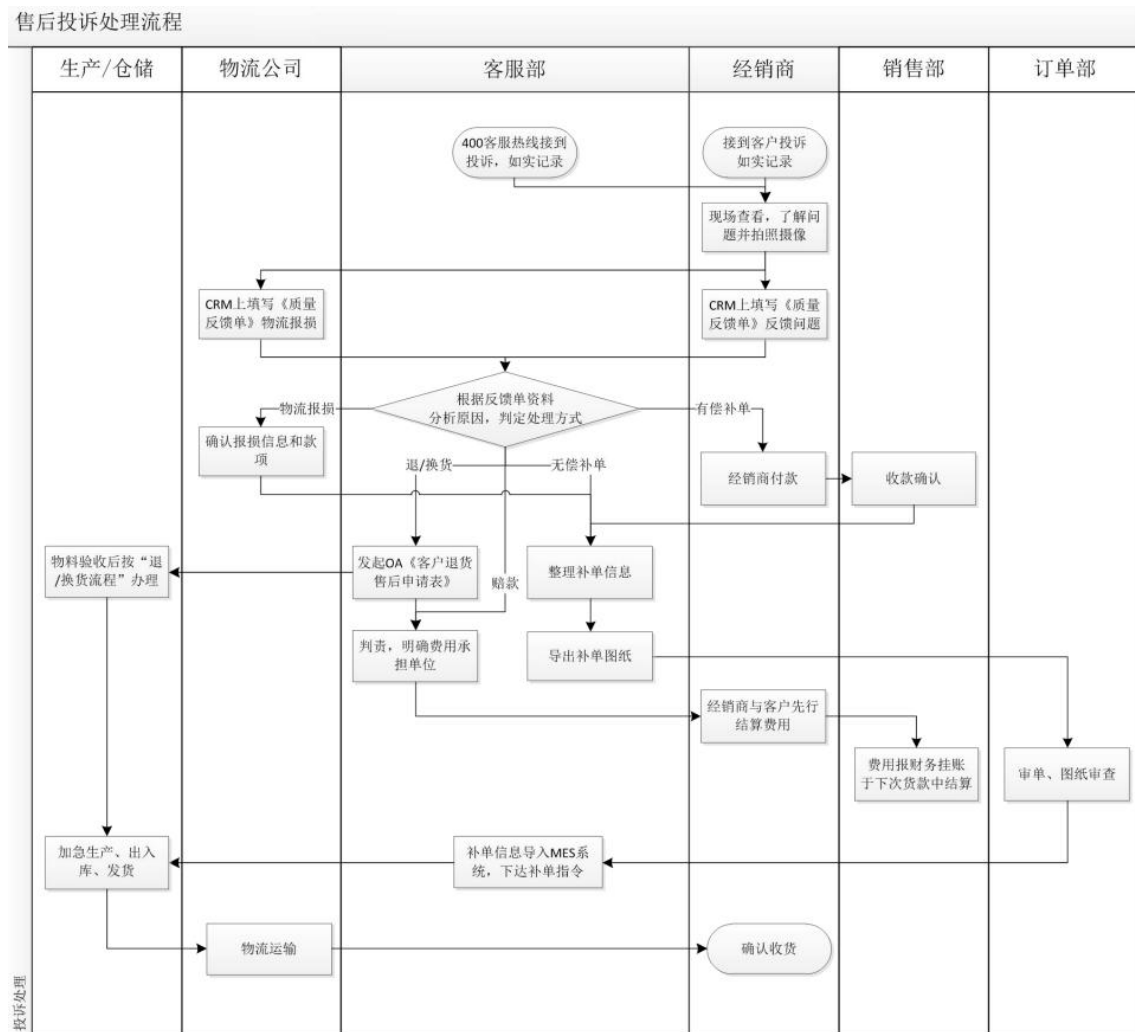 售后投诉处理流程
生产/仓储
物流公司
客服部
经销商
销售部
订单部
400客服热线接到
投诉，如实记录
接到客户投诉
如实记录
现场查看，了解问
题并拍照摄像
CRM上填写《质量
反馈单》物流报损
CRM上填写《质量
反馈单》反馈问题
根据反馈单资料
分析原因，判定处理方式
物流报损
有偿补单
确认报损信息和款
项
退/换货
无偿补单
经销商付款
收款确认
物料验收后按“退
/换货流程”办理
发起OA《客户退货
售后申请表》
赔款
整理补单信息
判责，明确费用承
担单位
导出补单图纸
经销商与客户先行
结算费用
费用报财务挂账
于下次货款中结算
审单、图纸审查
加急生产、出入
库、发货
补单信息导入MES系
统，下达补单指令
物流运输
确认收货
投诉处理